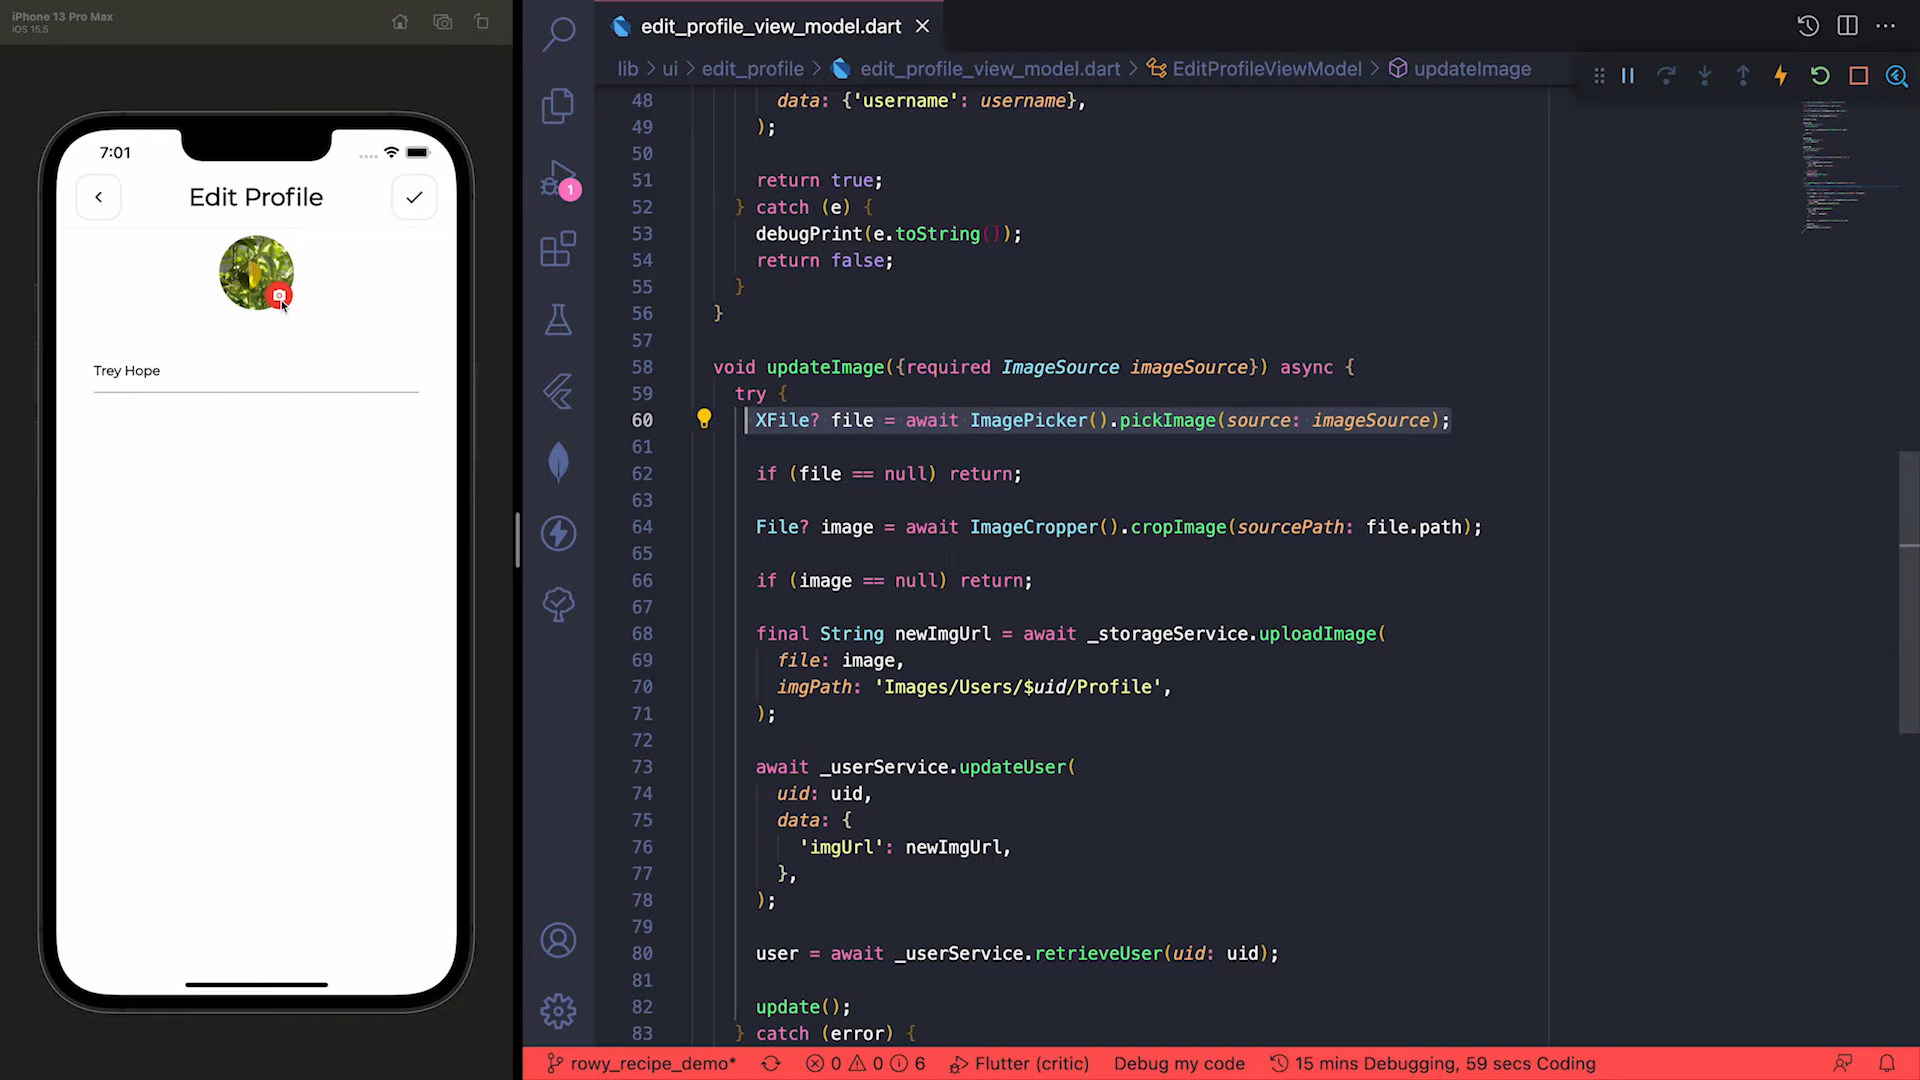 iPhone 13 Pro Max
iOS 15.5
7:01
Edit Profile
Trey Hope
1
edit_profile_view_model.dart
lib > ui > edit_profile > edit_profile_view_model.dart > EditProfileViewModel > updateImage
48 data: {'username': username},
49 );
50
51 return true;
52 } catch (e) {
53 debugPrint(e.toString());
54 return false;
55 }
56 }
57
58 void updateImage({required ImageSource imageSource}) async {
59 try {
60 XFile? file = await ImagePicker().pickImage(source: imageSource);
61
62 if (file == null) return;
63
64 File? image = await ImageCropper().cropImage(sourcePath: file.path);
65
66 if (image == null) return;
67
68 final String newImgUrl = await _storageService.uploadImage(
69 file: image,
70 imgPath: 'Images/Users/$uid/Profile',
71 );
72
73 await _userService.updateUser(
74 uid: uid,
75 data: {
76 'imgUrl': newImgUrl,
77 },
78 );
79
80 user = await _userService.retrieveUser(uid: uid);
81
82 update();
83 } catch (error) {
rowy_recipe_demo* 0 0 6 Flutter (critic) Debug my code 15 mins Debugging, 59 secs Coding